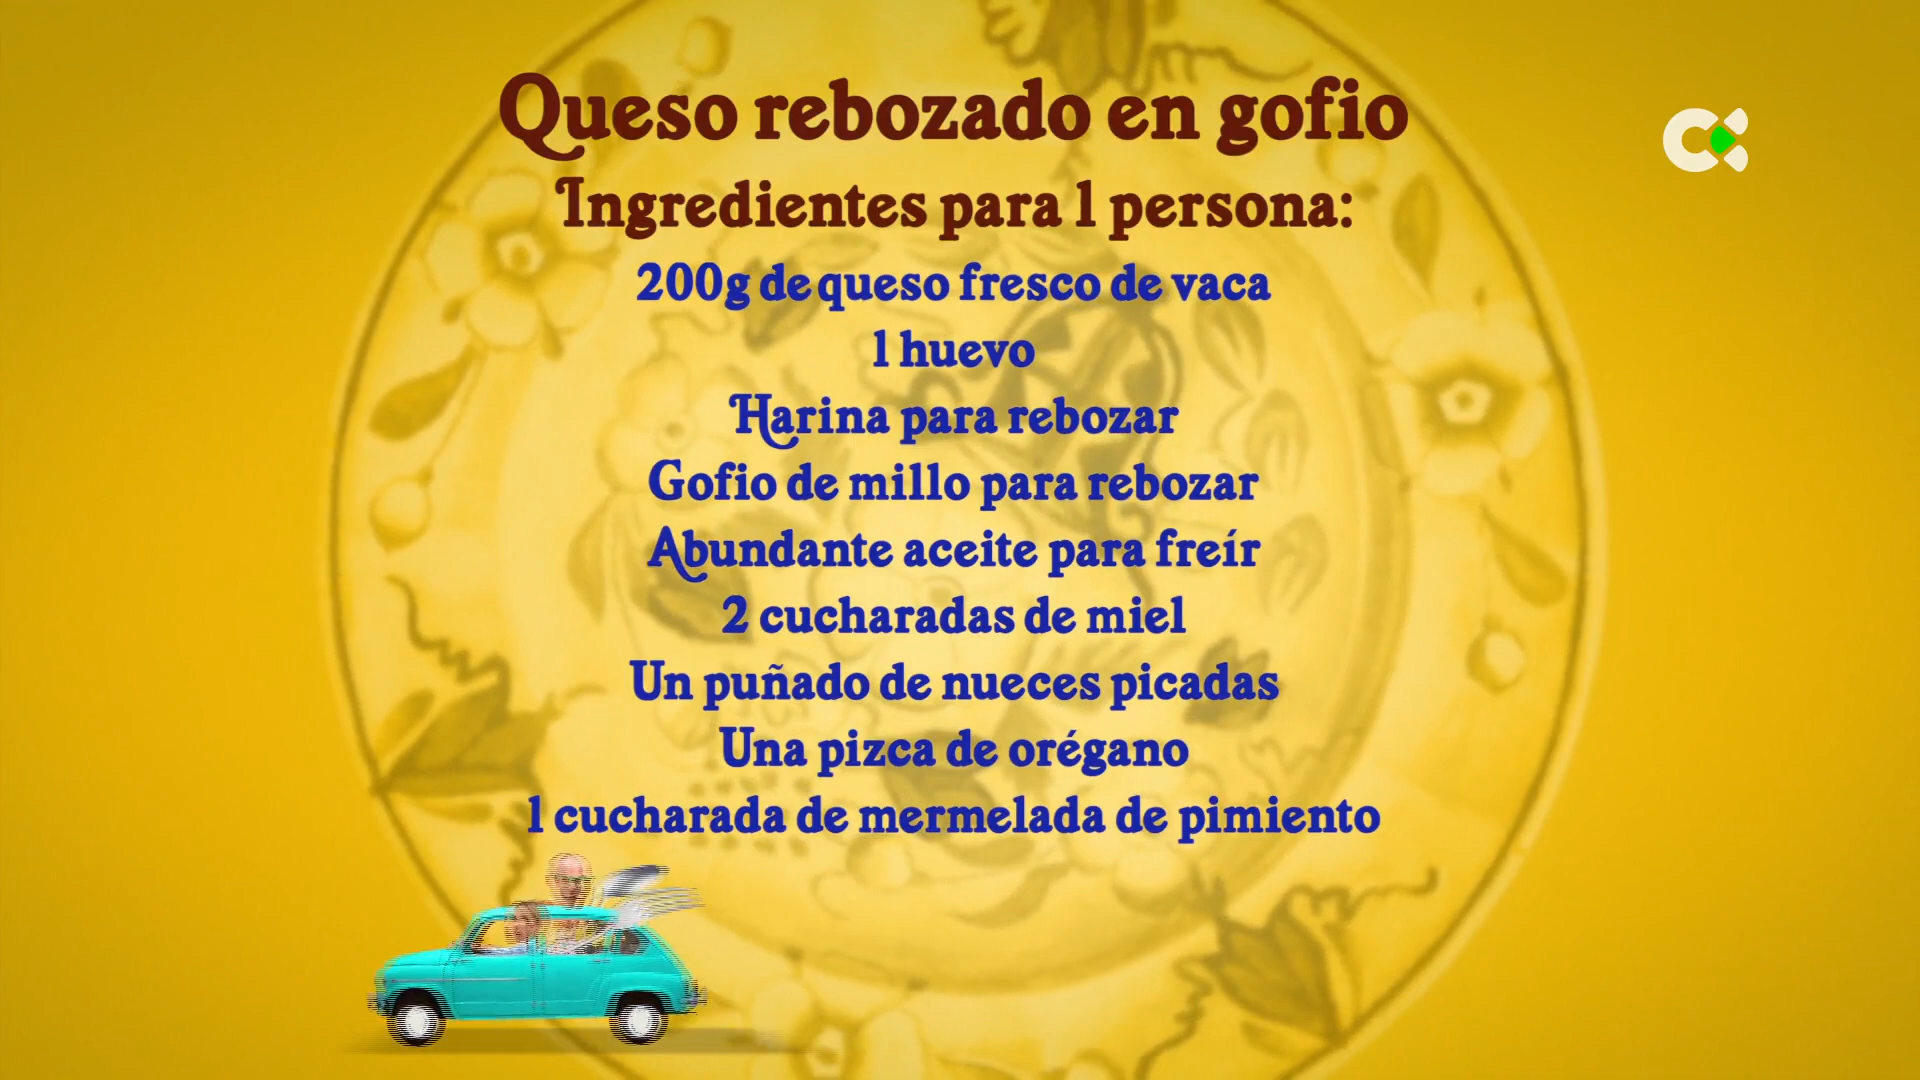 Queso rebozado en gofio
Ingredientes para 1 persona:
200g de queso fresco de vaca
1 huevo
Harina para rebozar
Gofio de millo para rebozar
Abundante aceite para freír
2 cucharadas de miel
Un puñado de nueces picadas
Una pizca de orégano
1 cucharada de mermelada de pimiento